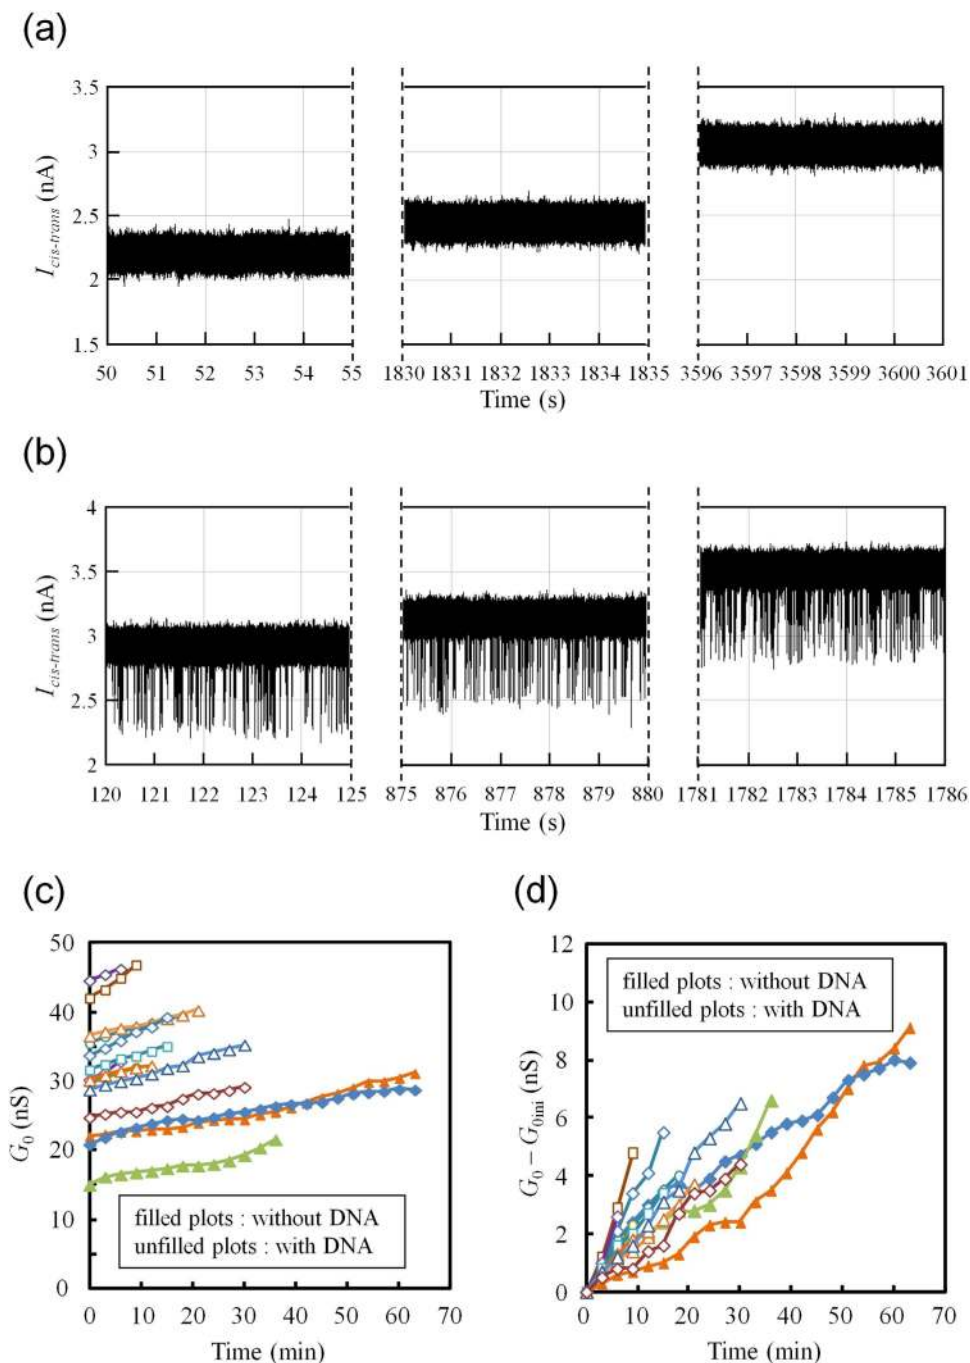 (a)
3.5
3
2.5
2
1.5
I cis-trans (nA)
50 51 52 53 54 55 1830 1831 1832 1833 1834 1835 3596 3597 3598 3599 3600 3601
Time (s)
(b)
4
3.5
3
2.5
2
I cis-trans (nA)
120 121 122 123 124 125 875 876 877 878 879 880 1781 1782 1783 1784 1785 1786
Time (s)
(c)
50
40
30
20
10
0
G0 (nS)
filled plots : without DNA
unfilled plots : with DNA
0 10 20 30 40 50 60 70
Time (min)
(d)
12
10
8
6
4
2
0
G0 – G0ini (nS)
filled plots : without DNA
unfilled plots : with DNA
0 10 20 30 40 50 60 70
Time (min)